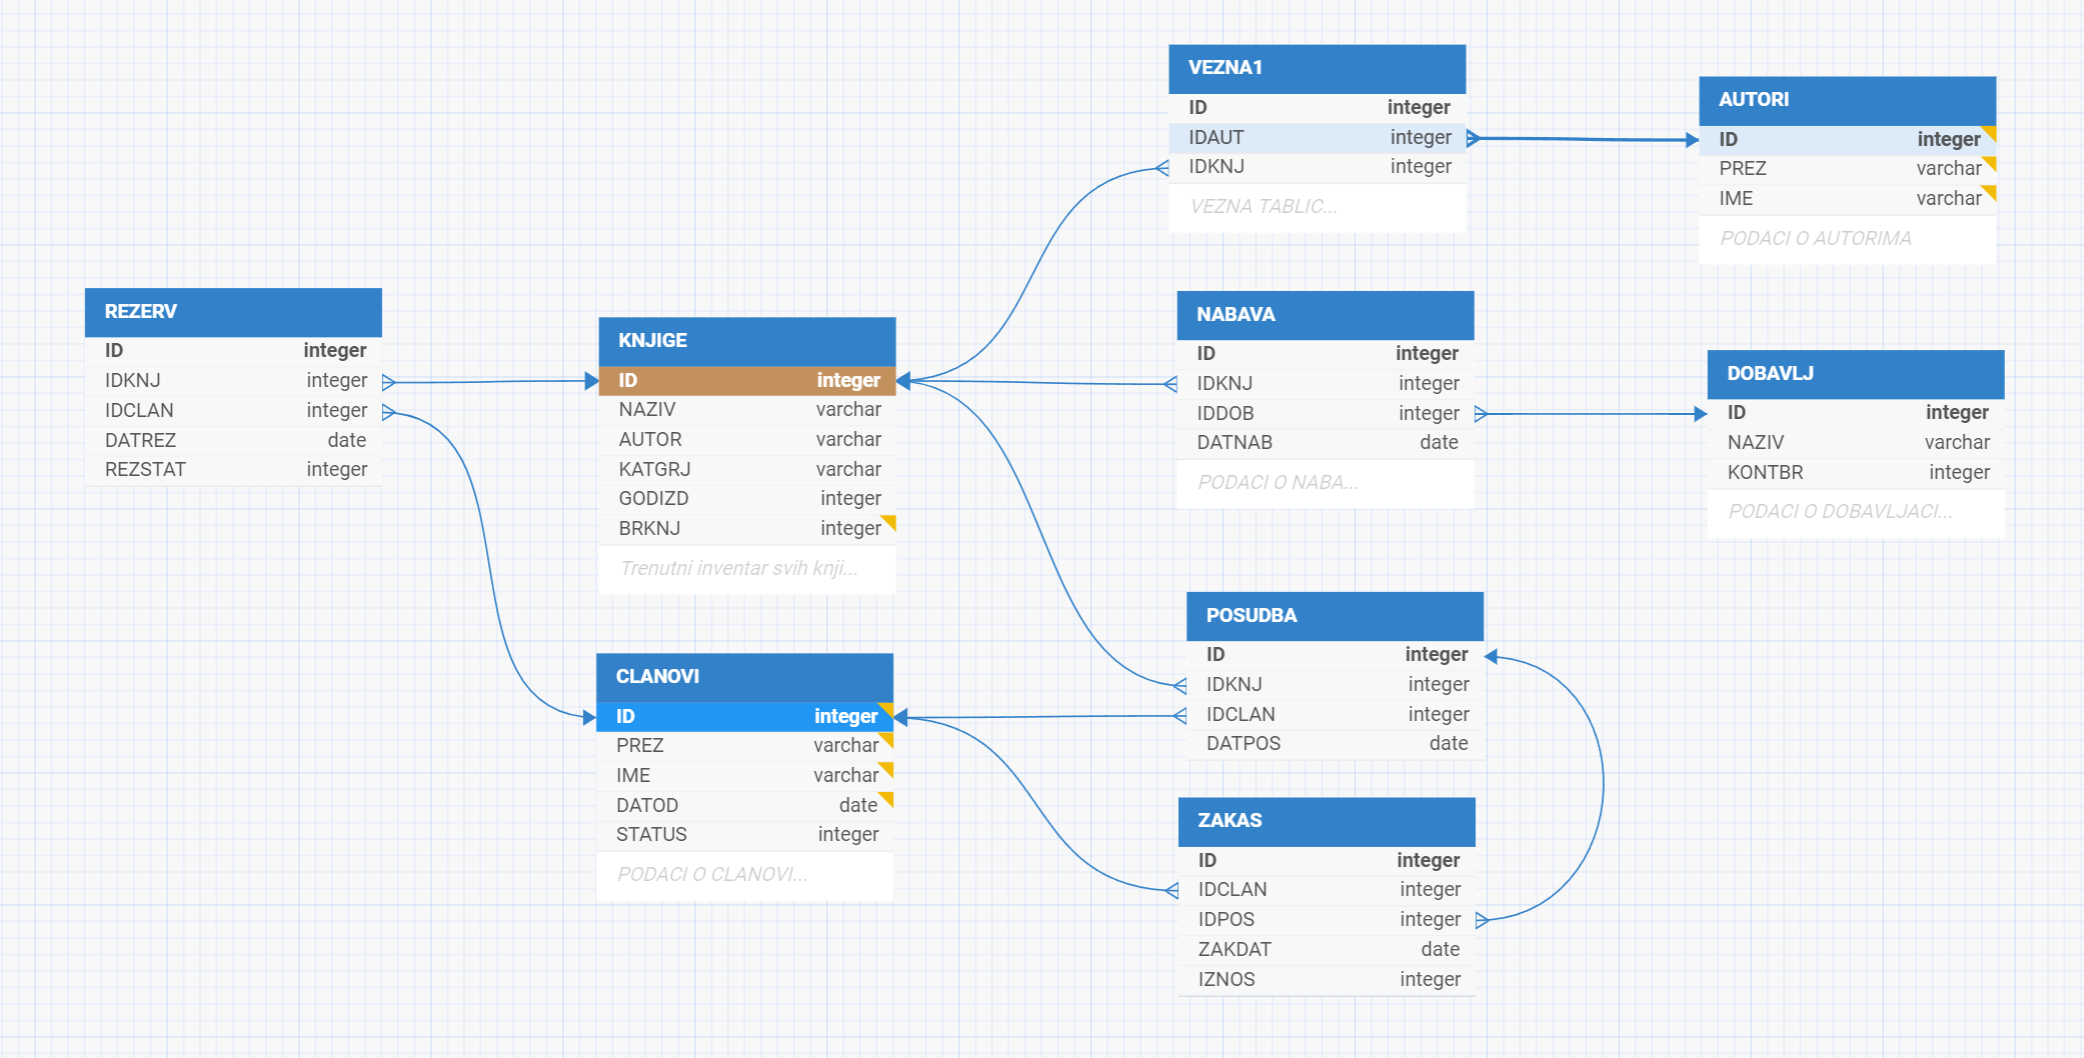 VEZNA1
ID integer
IDAUT integer
IDKNJ integer
VEZNA TABLIC...
AUTORI
ID integer
PREZ varchar
IME varchar
PODACI O AUTORIMA
REZERV
ID integer
IDKNJ integer
IDCLAN integer
DATREZ date
REZSTAT integer
KNJIGE
ID integer
NAZIV varchar
AUTOR varchar
KATGRJ varchar
GODIZD integer
BRKNJ integer
Trenutni inventar svih knji...
NABAVA
ID integer
IDKNJ integer
IDDOB integer
DATNAB date
PODACI O NABA...
DOBAVLJ
ID integer
NAZIV varchar
KONTBR integer
PODACI O DOBAVLJACI...
CLANOVI
ID integer
PREZ varchar
IME varchar
DATOD date
STATUS integer
PODACI O CLANOVI...
POSUDBA
ID integer
IDKNJ integer
IDCLAN integer
DATPOS date
ZAKAS
ID integer
IDCLAN integer
IDPOS integer
ZAKDAT date
IZNOS integer